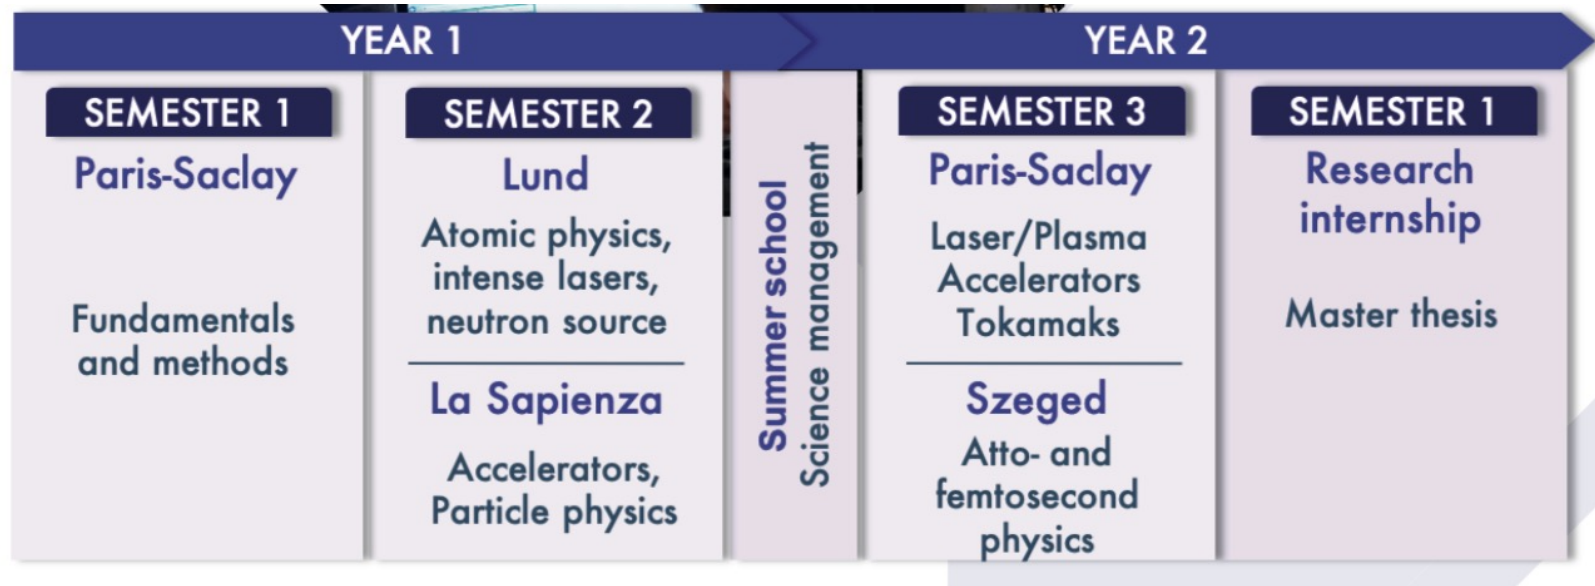 YEAR 1
YEAR 2
SEMESTER 1
Paris-Saclay
Fundamentals
and methods
SEMESTER 2
Lund
Atomic physics,
intense lasers,
neutron source
La Sapienza
Accelerators,
Particle physics
Summer school
Science management
SEMESTER 3
Paris-Saclay
Laser/Plasma
Accelerators
Tokamaks
Szeged
Atto- and
femtosecond
physics
SEMESTER 1
Research
internship
Master thesis